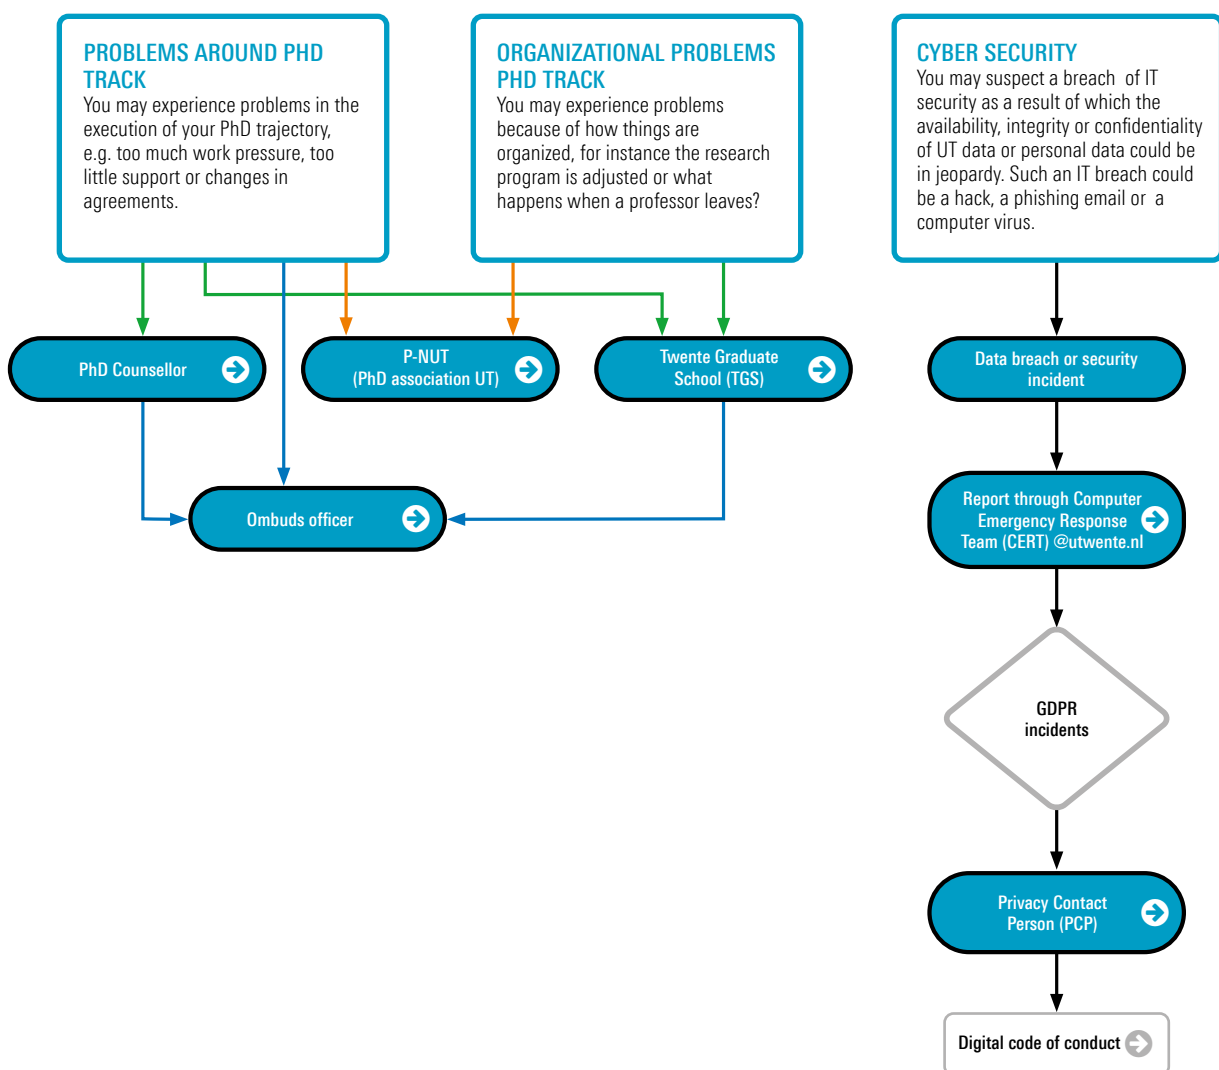 PROBLEMS AROUND PHD
TRACK
You may experience problems in the
execution of your PhD trajectory,
e.g. too much work pressure, too
little support or changes in
agreements.
ORGANIZATIONAL PROBLEMS
PHD TRACK
You may experience problems
because of how things are
organized, for instance the research
program is adjusted or what
happens when a professor leaves?
CYBER SECURITY
You may suspect a breach of IT
security as a result of which the
availability, integrity or confidentiality
of UT data or personal data could be
in jeopardy. Such an IT breach could
be a hack, a phishing email or a
computer virus.
PhD Counsellor
P-NUT
(PhD association UT)
Twente Graduate
School (TGS)
Data breach or security
incident
Ombuds officer
Report through Computer
Emergency Response
Team (CERT) @utwente.nl
GDPR
incidents
Privacy Contact
Person (PCP)
Digital code of conduct